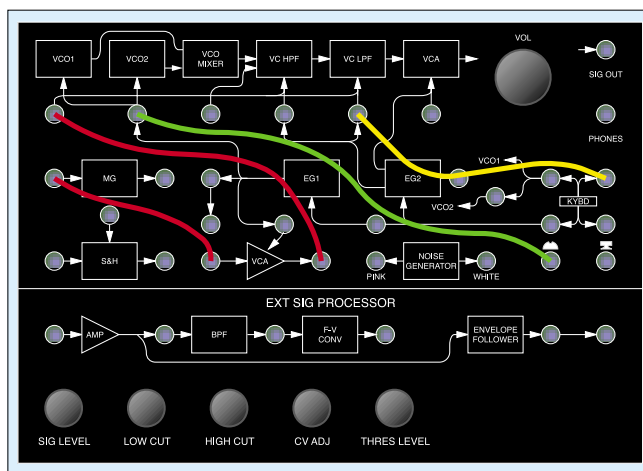 VCO1
VCO2
VCO
MIXER
VC HPF
VC LPF
VCA
VOL
SIG OUT
PHONES
MG
EG1
EG2
VCO1
VCO2
KYBD
S&H
VCA
PINK
NOISE
GENERATOR
WHITE
EXT SIG PROCESSOR
AMP
BPF
F-V
CONV
ENVELOPE
FOLLOWER
SIG LEVEL
LOW CUT
HIGH CUT
CV ADJ
THRES LEVEL